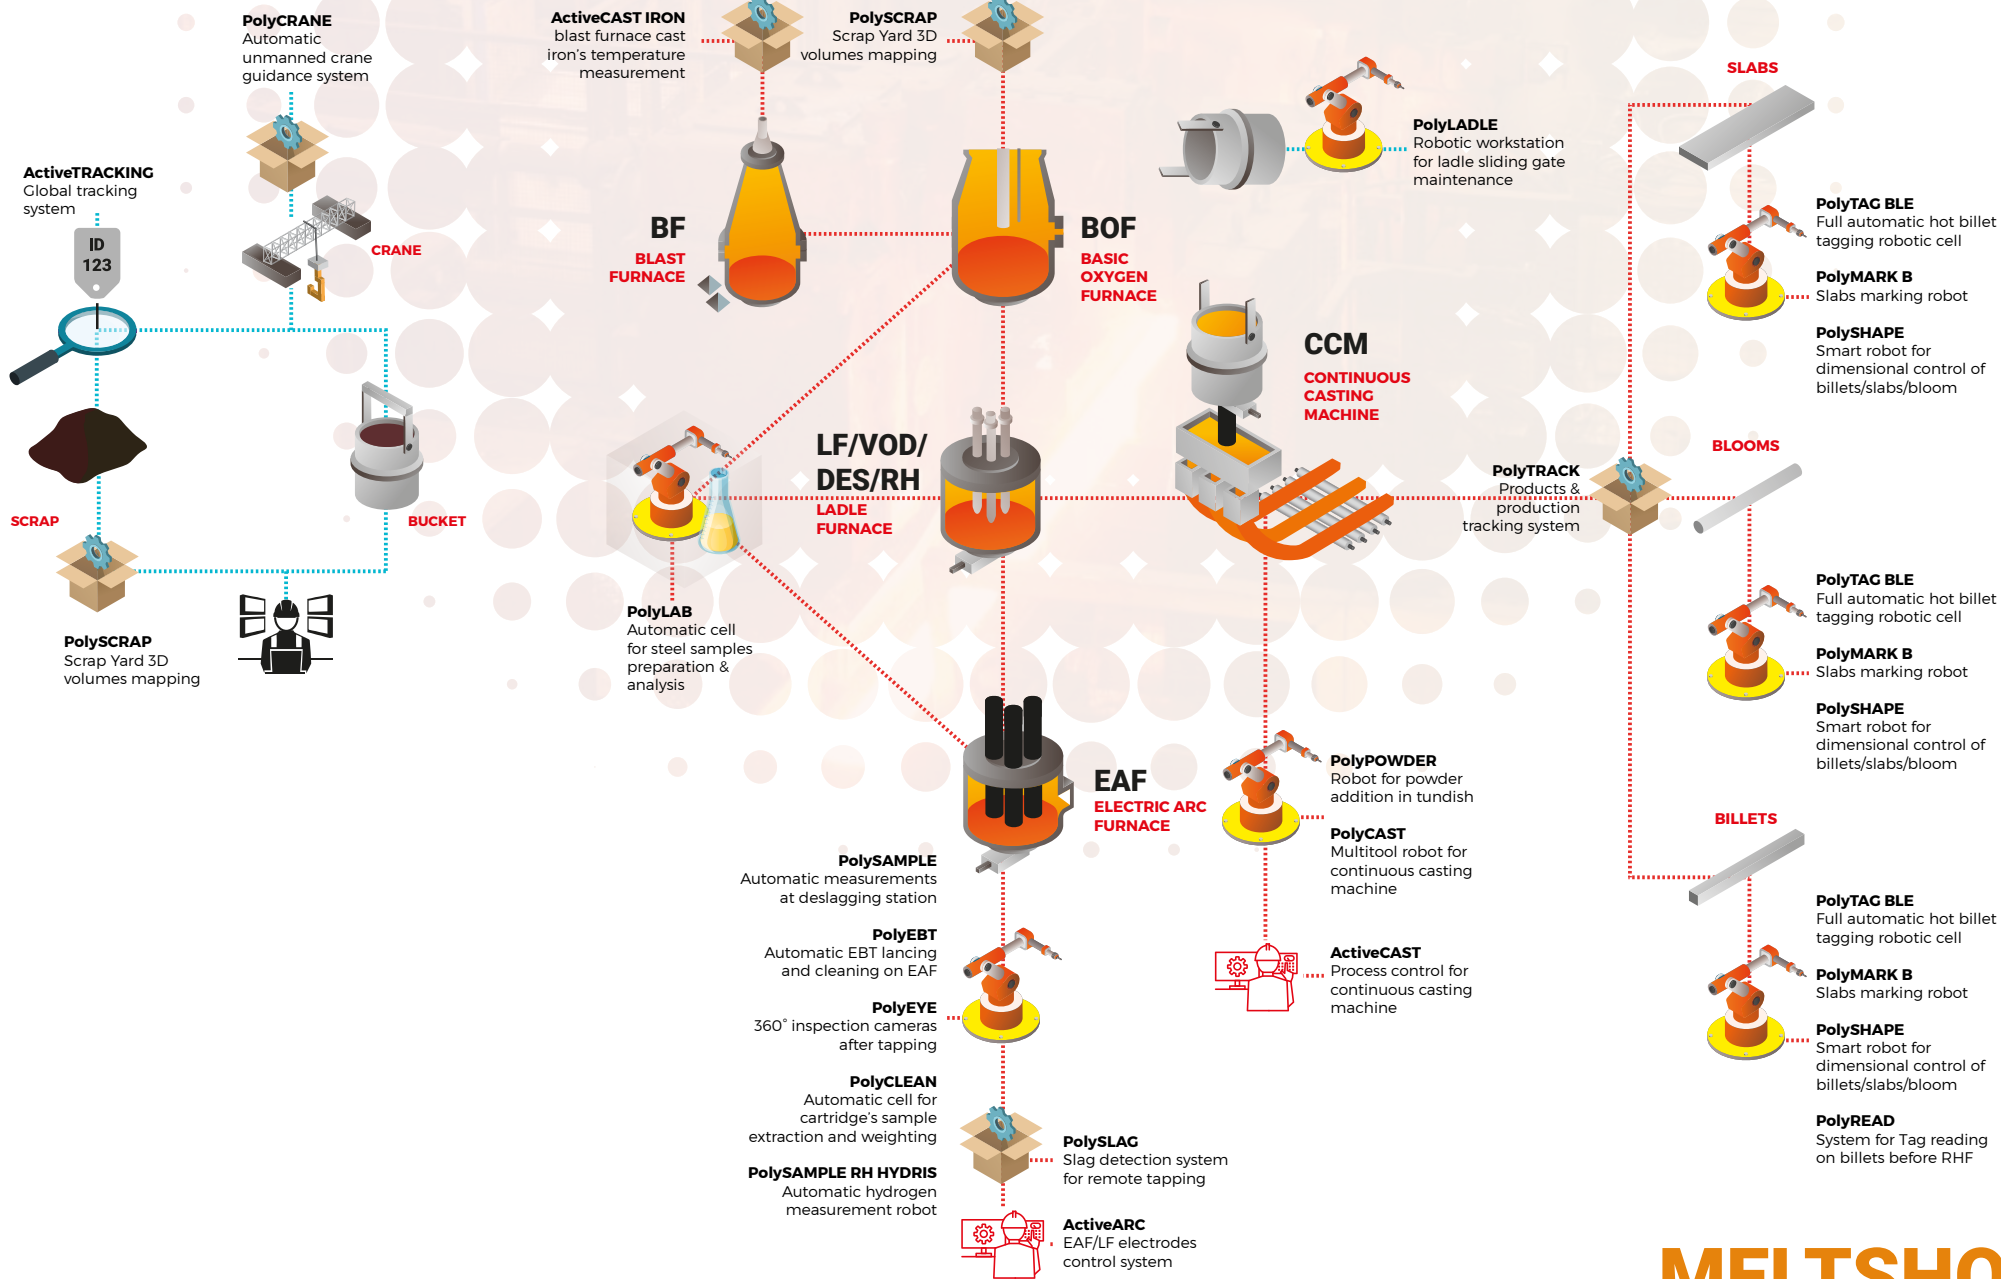 PolyCRANE
Automatic
unmanned crane
guidance system
ActiveCAST IRON
blast furnace cast
iron's temperature
measurement
PolySCRAP
Scrap Yard 3D
volumes mapping
ActiveTRACKING
Global tracking
system
ID
123
CRANE
SCRAP
BUCKET
PolySCRAP
Scrap Yard 3D
volumes mapping
BF
BLAST
FURNACE
BOF
BASIC
OXYGEN
FURNACE
PolyLADLE
Robotic workstation
for ladle sliding gate
maintenance
CCM
CONTINUOUS
CASTING
MACHINE
LF/VOD/
DES/RH
LADLE
FURNACE
PolyLAB
Automatic cell
for steel samples
preparation &
analysis
EAF
ELECTRIC ARC
FURNACE
PolySAMPLE
Automatic measurements
at deslagging station
PolyEBT
Automatic EBT lancing
and cleaning on EAF
PolyEYE
360° inspection cameras
after tapping
PolyCLEAN
Automatic cell for
cartridge's sample
extraction and weighting
PolySAMPLE RH HYDRIS
Automatic hydrogen
measurement robot
PolySLAG
Slag detection system
for remote tapping
ActiveARC
EAF/LF electrodes
control system
PolyPOWDER
Robot for powder
addition in tundish
PolyCAST
Multitool robot for
continuous casting
machine
ActiveCAST
Process control for
continuous casting
machine
PolyTRACK
Products &
production
tracking system
SLABS
PolyTAG BLE
Full automatic hot billet
tagging robotic cell
PolyMARK B
Slabs marking robot
PolySHAPE
Smart robot for
dimensional control of
billets/slabs/bloom
BLOOMS
PolyTAG BLE
Full automatic hot billet
tagging robotic cell
PolyMARK B
Slabs marking robot
PolySHAPE
Smart robot for
dimensional control of
billets/slabs/bloom
BILLETS
PolyTAG BLE
Full automatic hot billet
tagging robotic cell
PolyMARK B
Slabs marking robot
PolySHAPE
Smart robot for
dimensional control of
billets/slabs/bloom
PolyREAD
System for Tag reading
on billets before RHF
MELTSHO